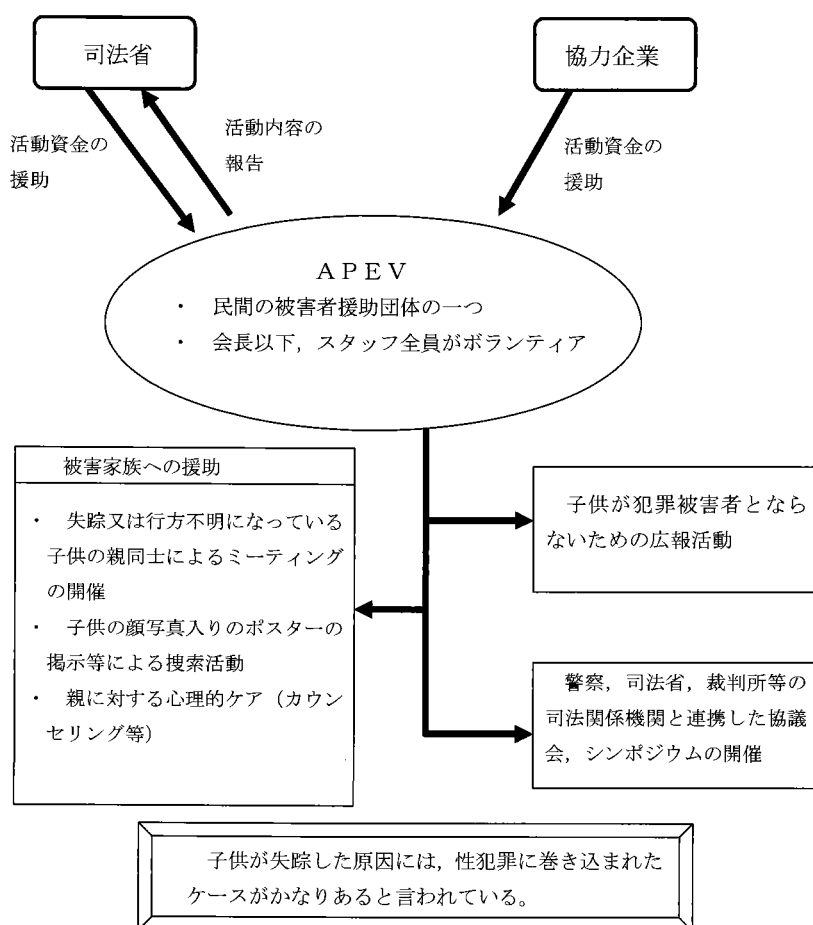 司法省
協力企業
活動資金の
援助
活動内容の
報告
活動資金の
援助
ＡＰＥＶ
・ 民間の被害者援助団体の一つ
・ 会長以下，スタッフ全員がボランティア
被害家族への援助
・ 失踪又は行方不明になっている
子供の親同士によるミーティング
の開催
・ 子供の顔写真入りのポスターの
掲示等による捜索活動
・ 親に対する心理的ケア（カウン
セリング等）
子供が犯罪被害者となら
ないための広報活動
警察，司法省，裁判所等の
司法関係機関と連携した協議
会，シンポジウムの開催
子供が失踪した原因には，性犯罪に巻き込まれた
ケースがかなりあると言われている。